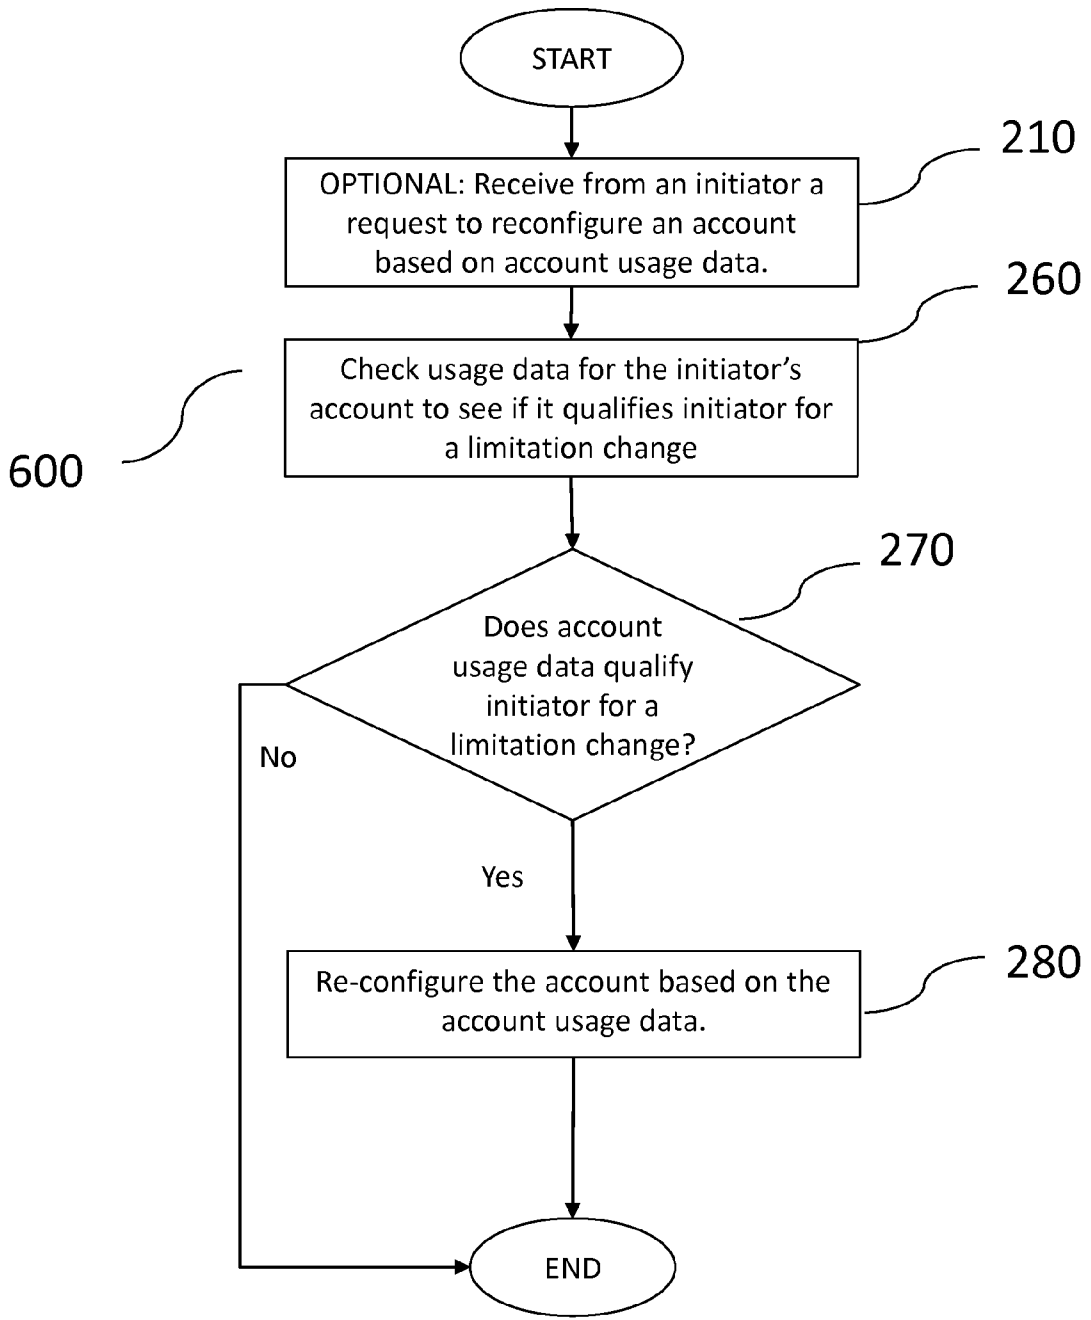 START
210
OPTIONAL: Receive from an initiator a
request to reconfigure an account
based on account usage data.
260
Check usage data for the initiator’s
account to see if it qualifies initiator for
a limitation change
600
270
Does account
usage data qualify
initiator for a
limitation change?
No
Yes
280
Re-configure the account based on the
account usage data.
END